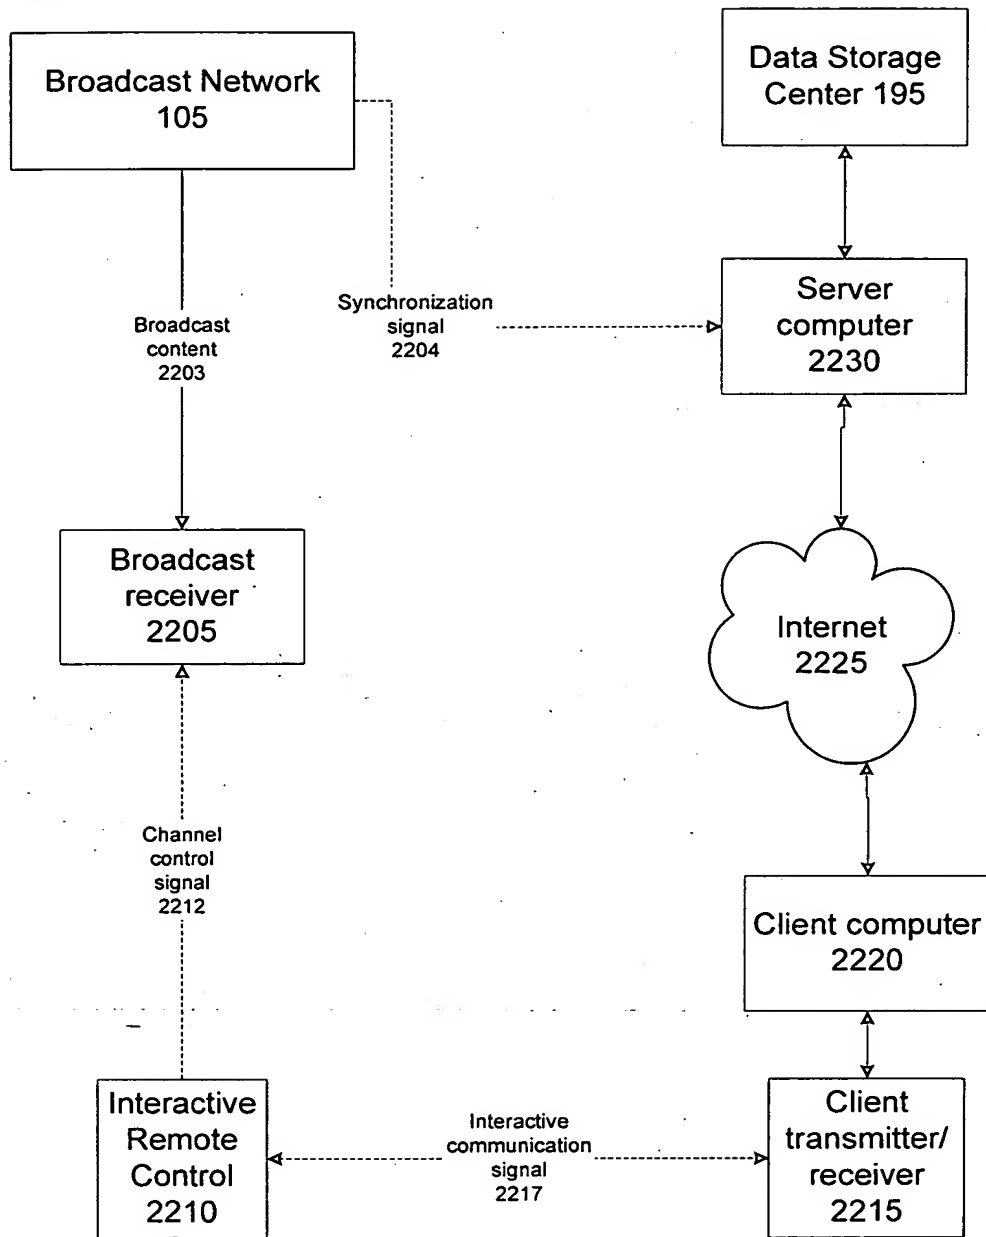 Broadcast Network
105
Data Storage
Center 195
Synchronization
signal
2204
Server
computer
2230
Broadcast
content
2203
Broadcast
receiver
2205
Internet
2225
Channel
control
signal
2212
Client computer
2220
Interactive
Remote
Control
2210
Interactive
communication
signal
2217
Client
transmitter/
receiver
2215